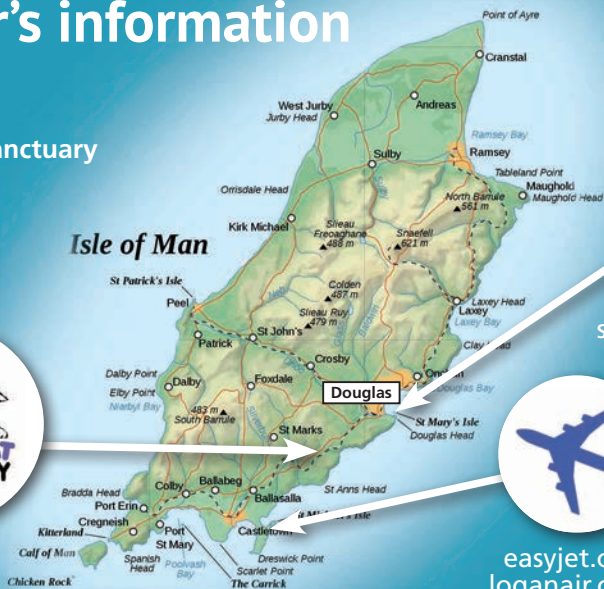 r's information
anctuary
Isle of Man
Point of Ayre
Cranstal
Andreas
West Jurby
Jurby Head
Ramsey Bay
Ramsey
Sulby
Tableland Point
Maughold
Maughold Head
North Barrule
561 m
Orrisdale Head
Kirk Michael
Slieau
Freoaghane
488 m
Snaefell
621 m
St Patrick's Isle
Peel
Neb
Colden
487 m
Slieau Ruy
479 m
Laxey Head
Laxey
Laxey Bay
Patrick
St John's
Crosby
Clay Head
Dalby Point
Dalby
Elby Point
Niarbyl Bay
Foxdale
Douglas
Douglas Bay
483 m
South Barrule
St Mary's Isle
Douglas Head
St Marks
St Anns Head
Bradda Head
Colby
Ballabeg
Ballasalla
Port Erin
Cregneish
Kitterland
Port
St Mary
Castletown
Calf of Man
Spanish
Head
Poolvash
Bay
Dreswick Point
Scarlet Point
The Carrick
Chicken Rock
easyjet.c
loganair.c